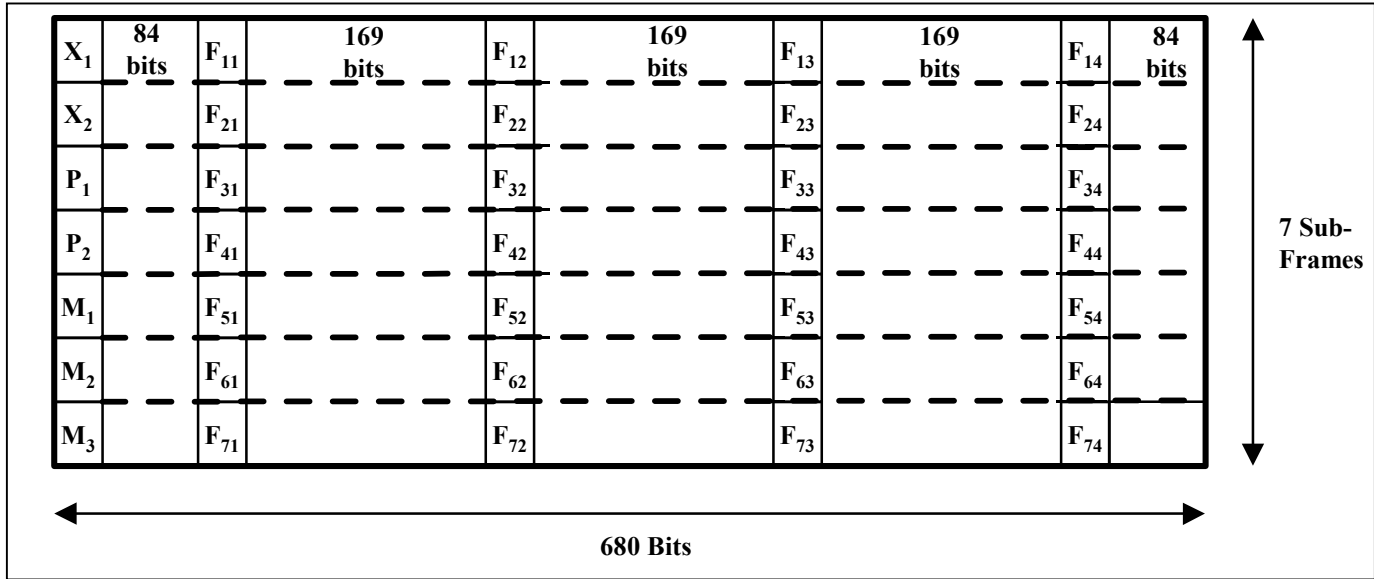 X1 84 bits F11 169 bits F12 169 bits F13 169 bits F14 84 bits
X2 F21 F22 F23 F24
P1 F31 F32 F33 F34
P2 F41 F42 F43 F44
M1 F51 F52 F53 F54
M2 F61 F62 F63 F64
M3 F71 F72 F73 F74
7 Sub-
Frames
680 Bits